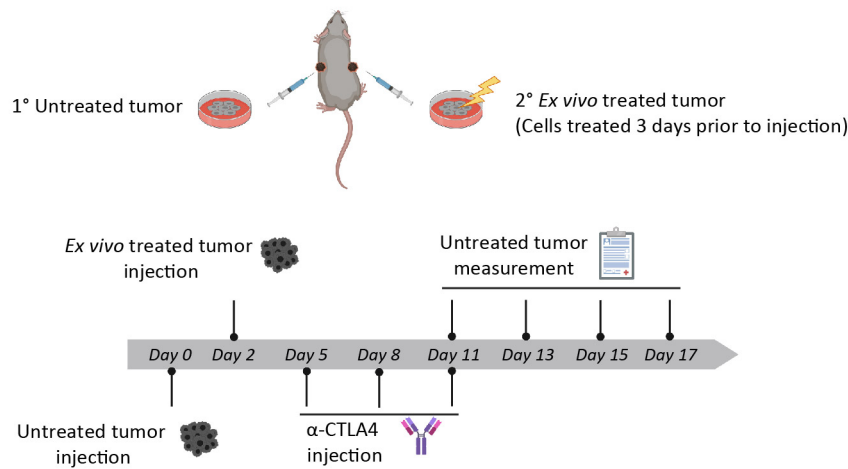 1° Untreated tumor
2° Ex vivo treated tumor
(Cells treated 3 days prior to injection)
Ex vivo treated tumor
injection
Untreated tumor
measurement
Day 0 Day 2 Day 5 Day 8 Day 11 Day 13 Day 15 Day 17
Untreated tumor
injection
α-CTLA4
injection